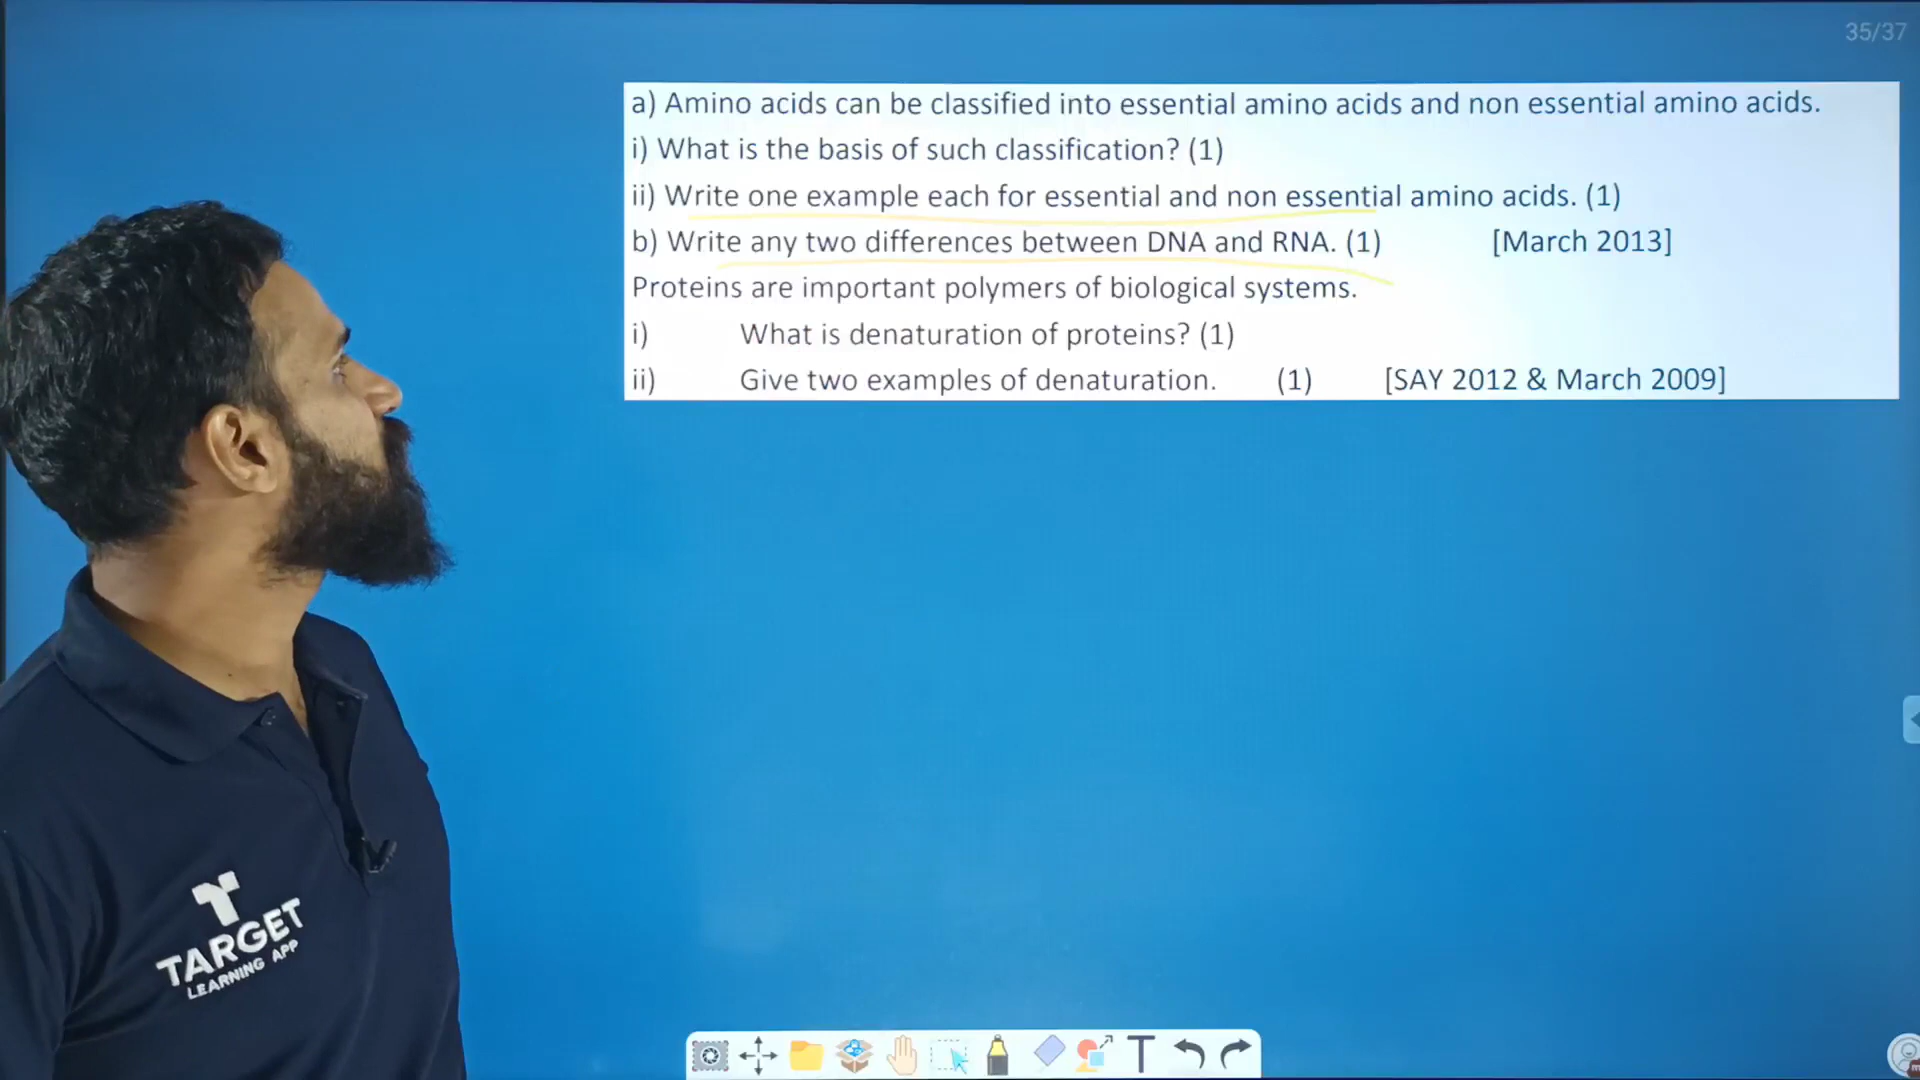 35/37
a) Amino acids can be classified into essential amino acids and non essential amino acids.
i) What is the basis of such classification? (1)
ii) Write one example each for essential and non essential amino acids. (1)
b) Write any two differences between DNA and RNA. (1) [March 2013]
Proteins are important polymers of biological systems.
i) What is denaturation of proteins? (1)
ii) Give two examples of denaturation. (1) [SAY 2012 & March 2009]
TARGET
LEARNING APP
T